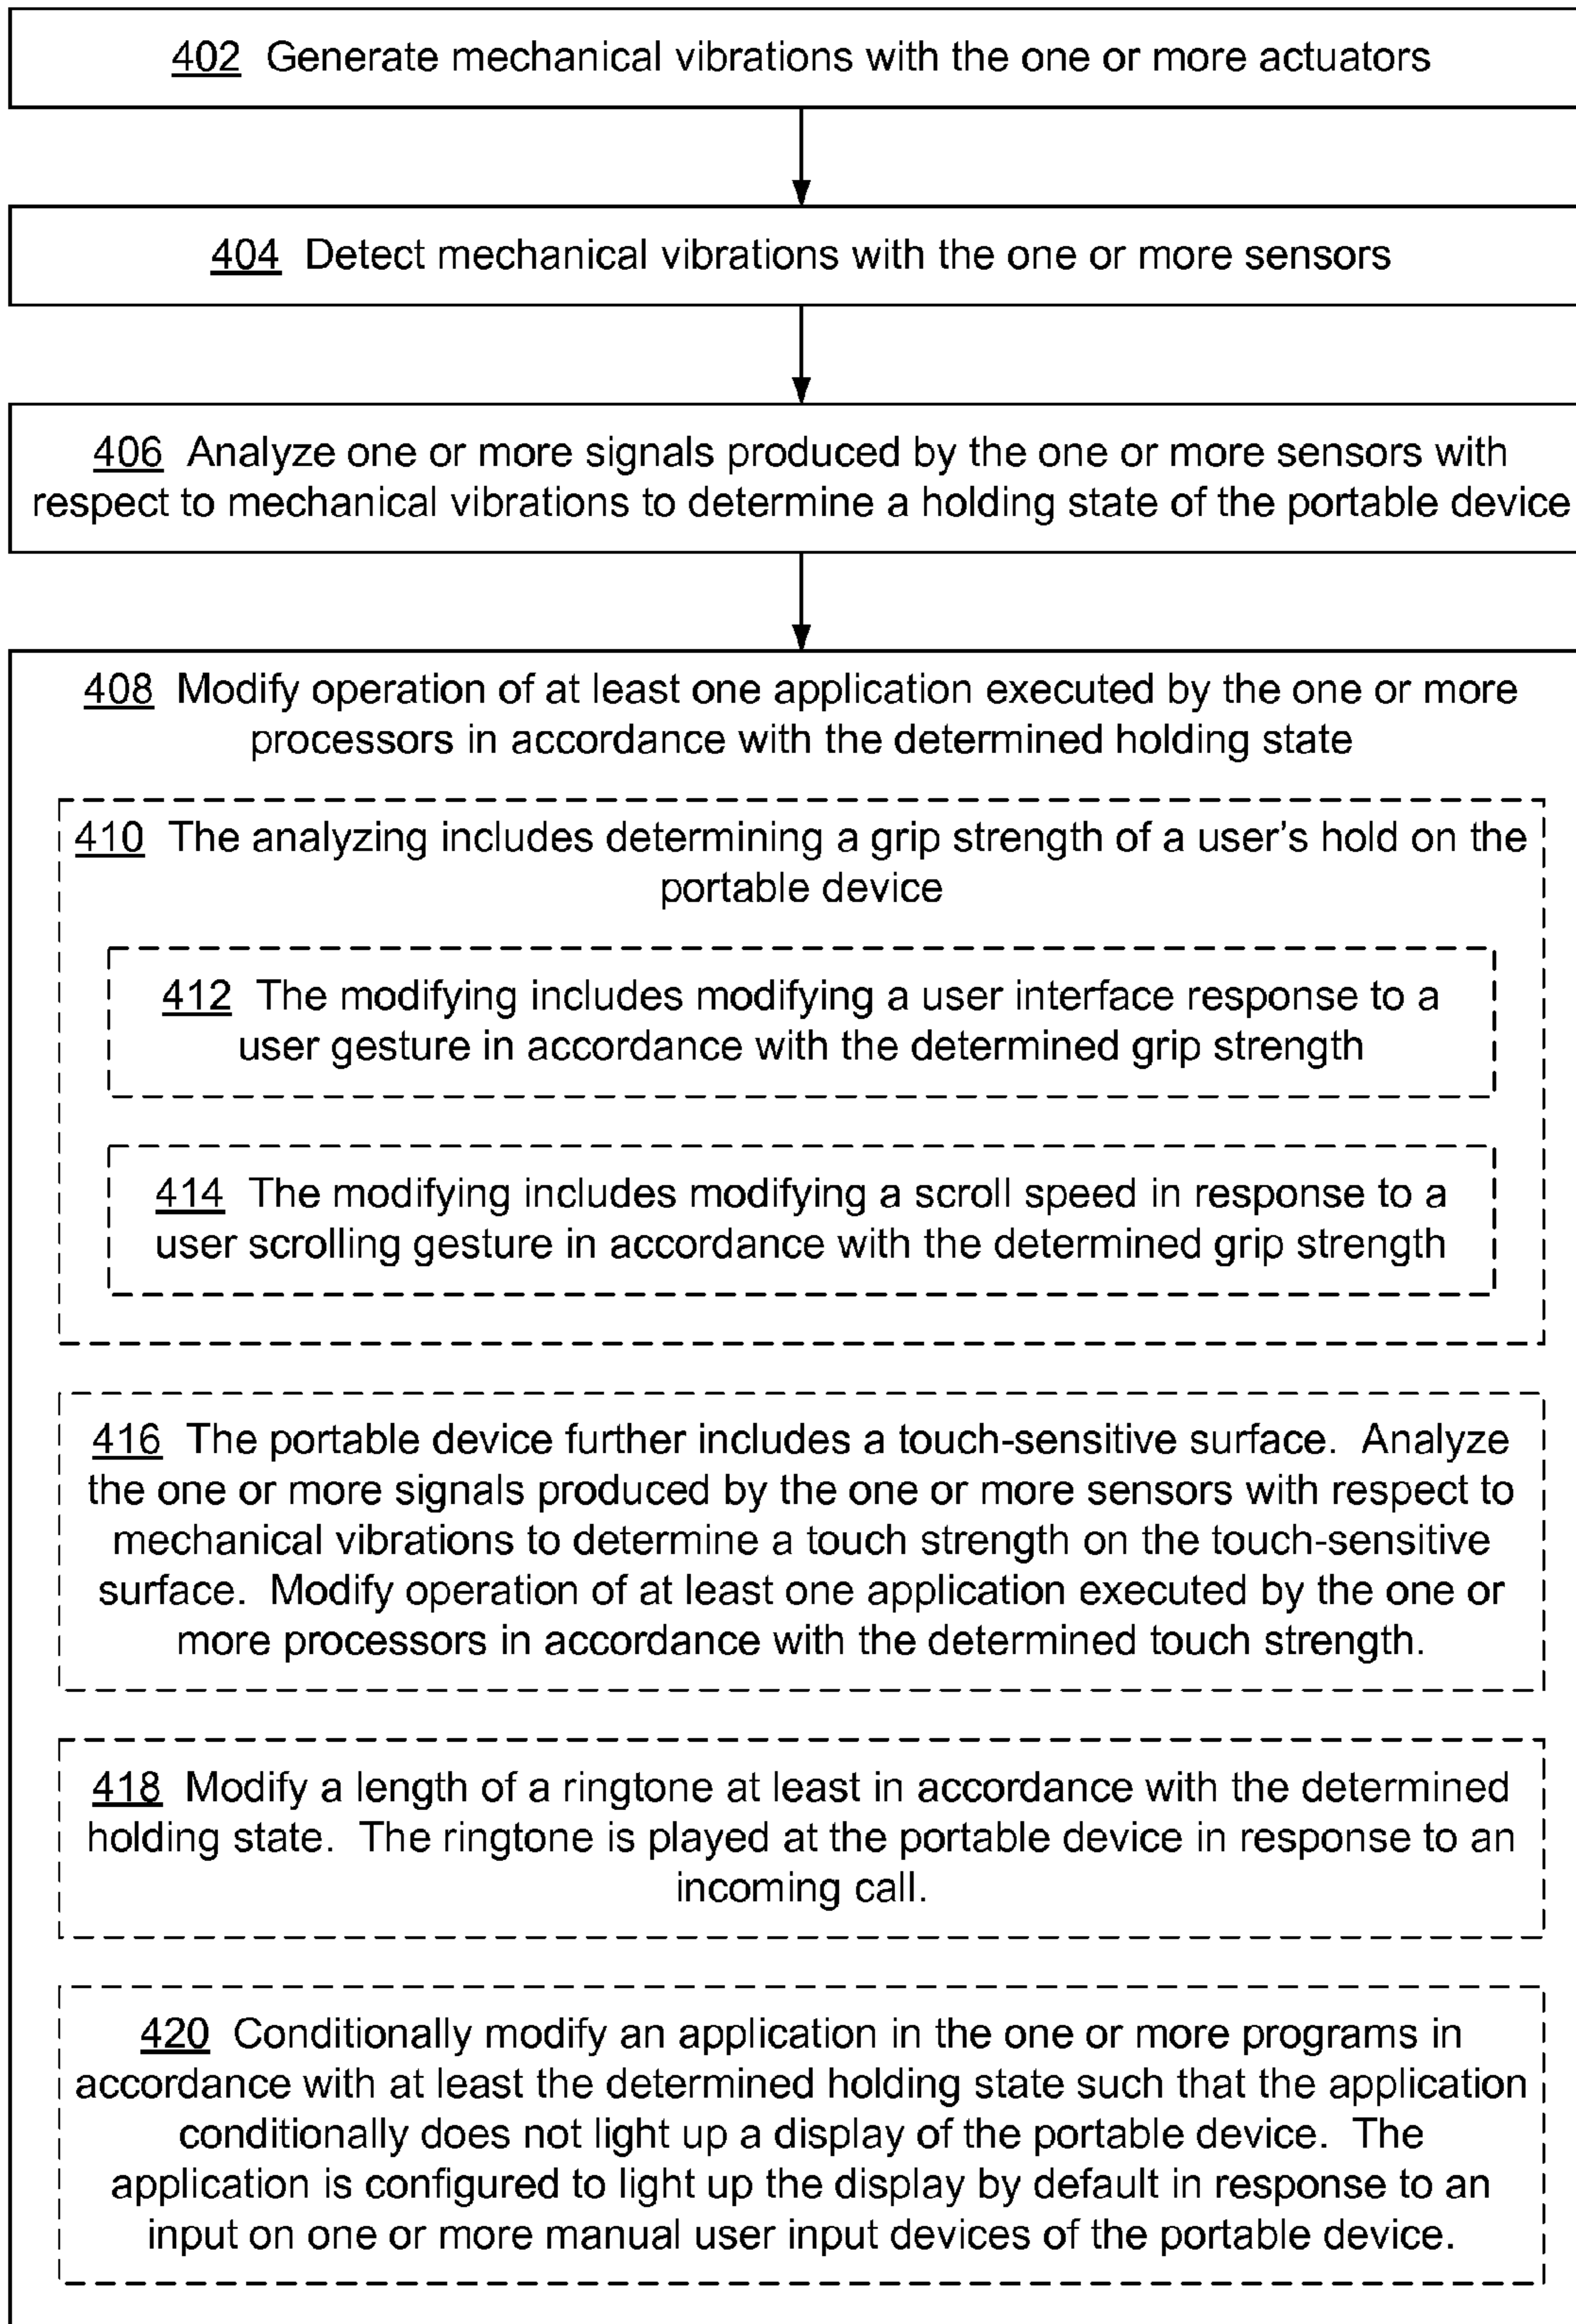 402 Generate mechanical vibrations with the one or more actuators
404 Detect mechanical vibrations with the one or more sensors
406 Analyze one or more signals produced by the one or more sensors with
respect to mechanical vibrations to determine a holding state of the portable device
408 Modify operation of at least one application executed by the one or more
processors in accordance with the determined holding state
410 The analyzing includes determining a grip strength of a user's hold on the
portable device
412 The modifying includes modifying a user interface response to a
user gesture in accordance with the determined grip strength
414 The modifying includes modifying a scroll speed in response to a
user scrolling gesture in accordance with the determined grip strength
416 The portable device further includes a touch-sensitive surface. Analyze
the one or more signals produced by the one or more sensors with respect to
mechanical vibrations to determine a touch strength on the touch-sensitive
surface. Modify operation of at least one application executed by the one or
more processors in accordance with the determined touch strength.
418 Modify a length of a ringtone at least in accordance with the determined
holding state. The ringtone is played at the portable device in response to an
incoming call.
420 Conditionally modify an application in the one or more programs in
accordance with at least the determined holding state such that the application
conditionally does not light up a display of the portable device. The
application is configured to light up the display by default in response to an
input on one or more manual user input devices of the portable device.